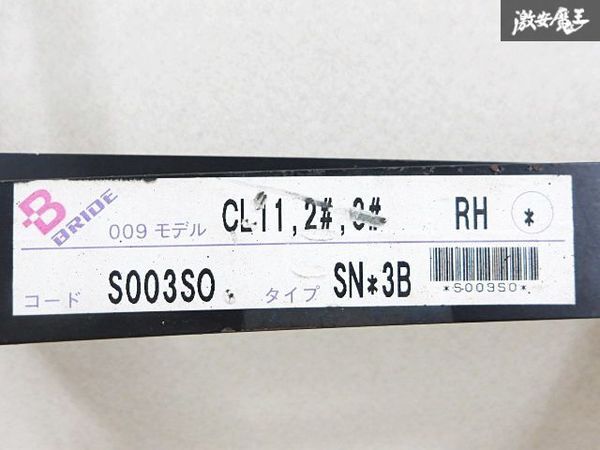 激安魔王
B BRIDE 009 モデル CL11,2#,3# RH *
コード S003SO タイプ SN*3B *S003SO*